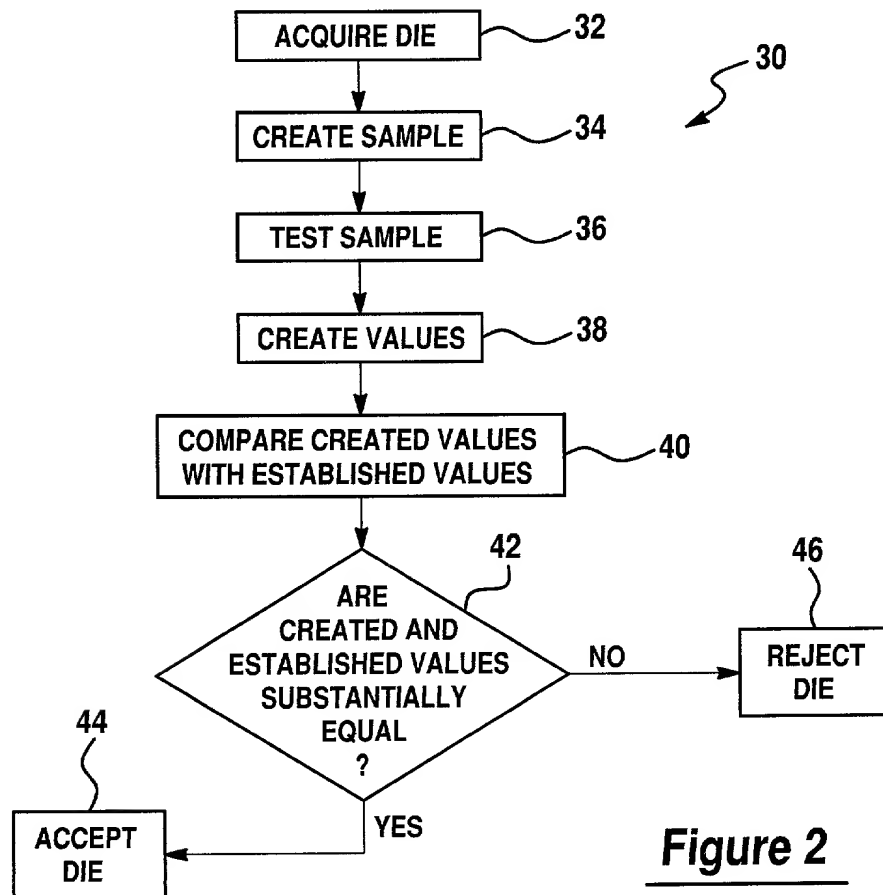 ACQUIRE DIE
32
30
CREATE SAMPLE
34
TEST SAMPLE
36
CREATE VALUES
38
COMPARE CREATED VALUES
WITH ESTABLISHED VALUES
40
42
ARE
CREATED AND
ESTABLISHED VALUES
SUBSTANTIALLY
EQUAL
?
NO
46
REJECT
DIE
44
YES
ACCEPT
DIE
Figure 2